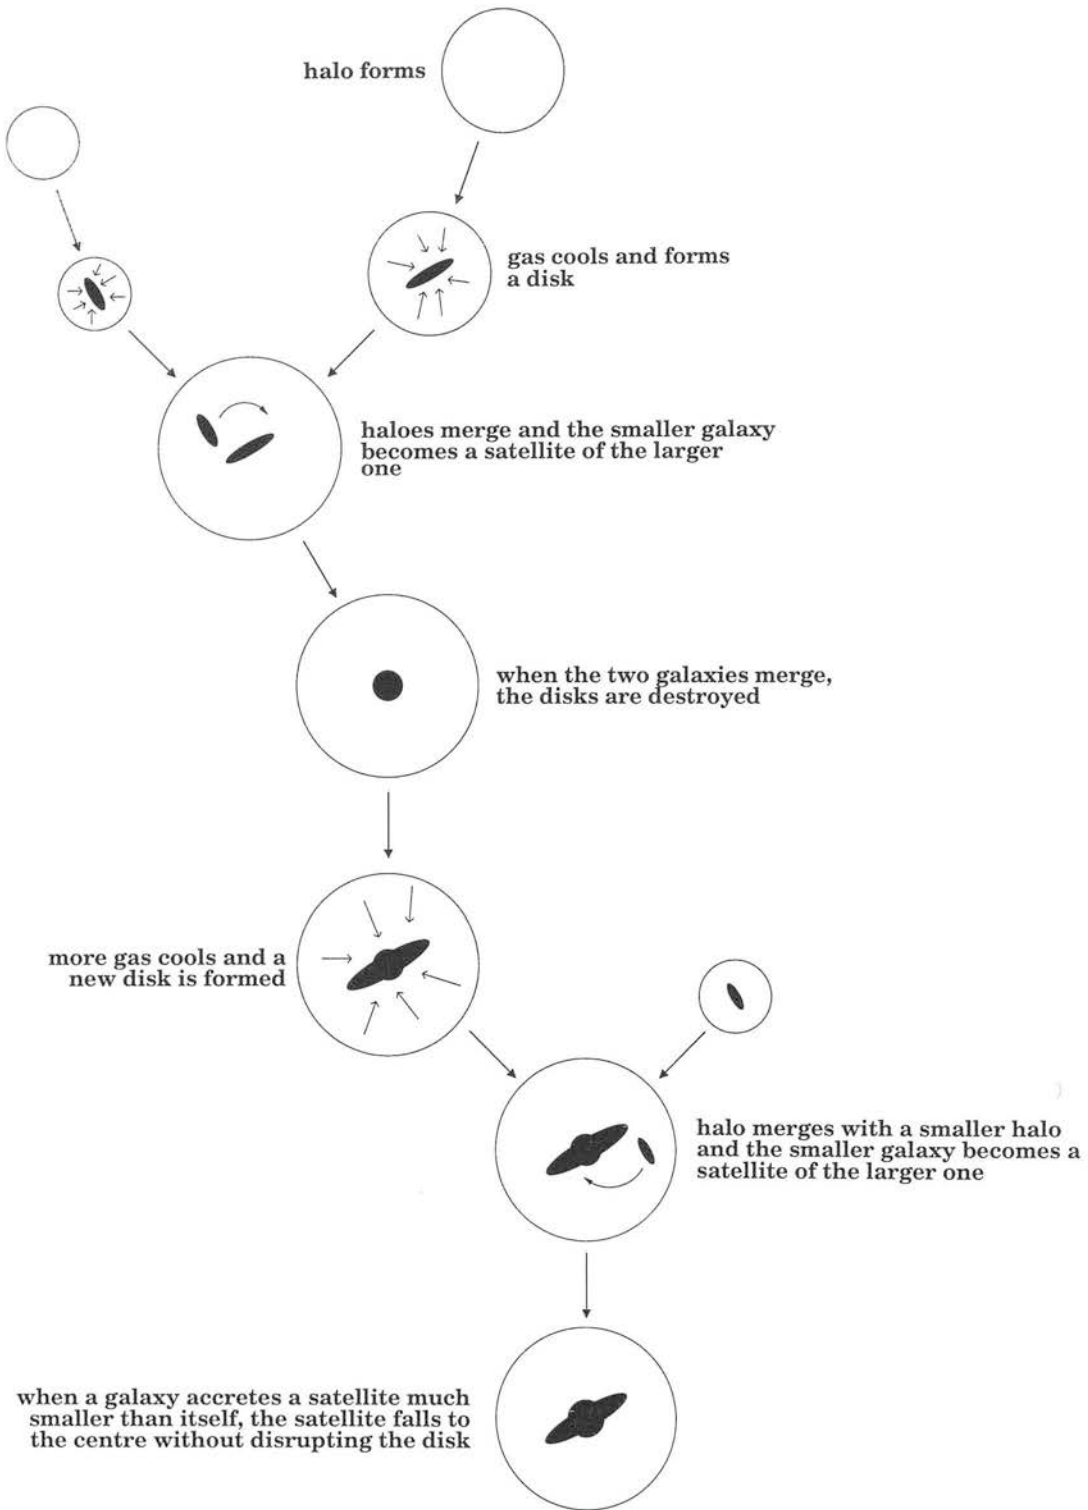 halo forms
gas cools and forms
a disk
haloes merge and the smaller galaxy
becomes a satellite of the larger
one
when the two galaxies merge,
the disks are destroyed
more gas cools and a
new disk is formed
halo merges with a smaller halo
and the smaller galaxy becomes a
satellite of the larger one
when a galaxy accretes a satellite much
smaller than itself, the satellite falls to
the centre without disrupting the disk